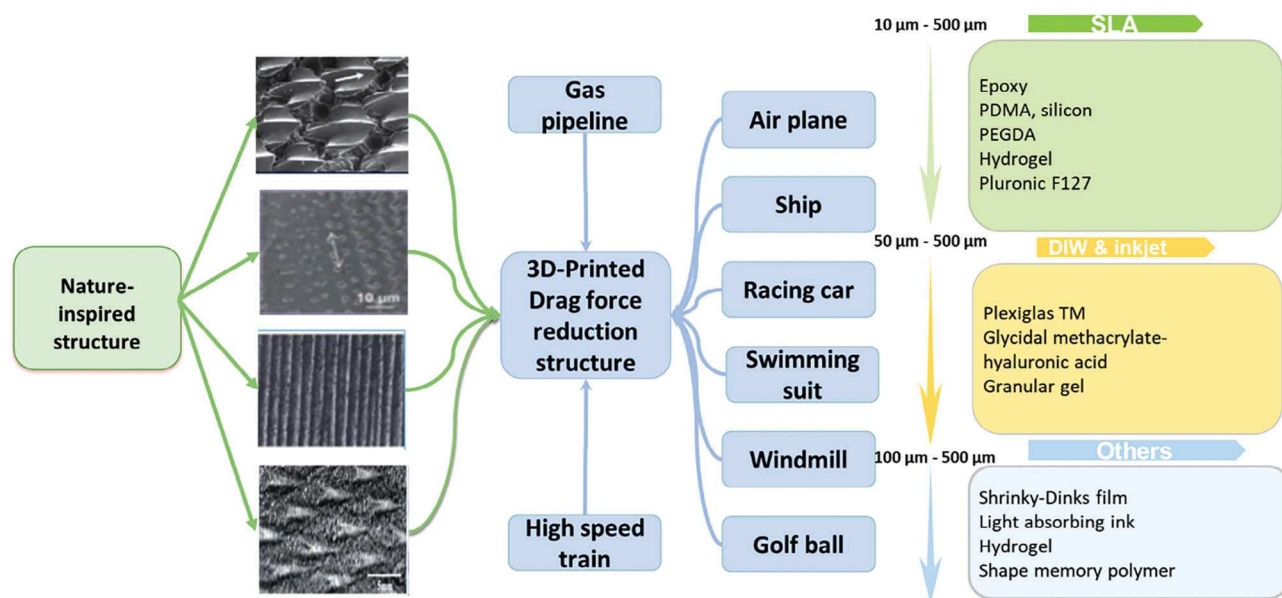 Nature-
inspired
structure
10 μm
Gas
pipeline
3D-Printed
Drag force
reduction
structure
High speed
train
Air plane
Ship
Racing car
Swimming
suit
Windmill
Golf ball
10 μm - 500 μm
SLA
Epoxy
PDMA, silicon
PEGDA
Hydrogel
Pluronic F127
50 μm - 500 μm
DIW & inkjet
Plexiglas TM
Glycidal methacrylate-
hyaluronic acid
Granular gel
100 μm - 500 μm
Others
Shrinky-Dinks film
Light absorbing ink
Hydrogel
Shape memory polymer